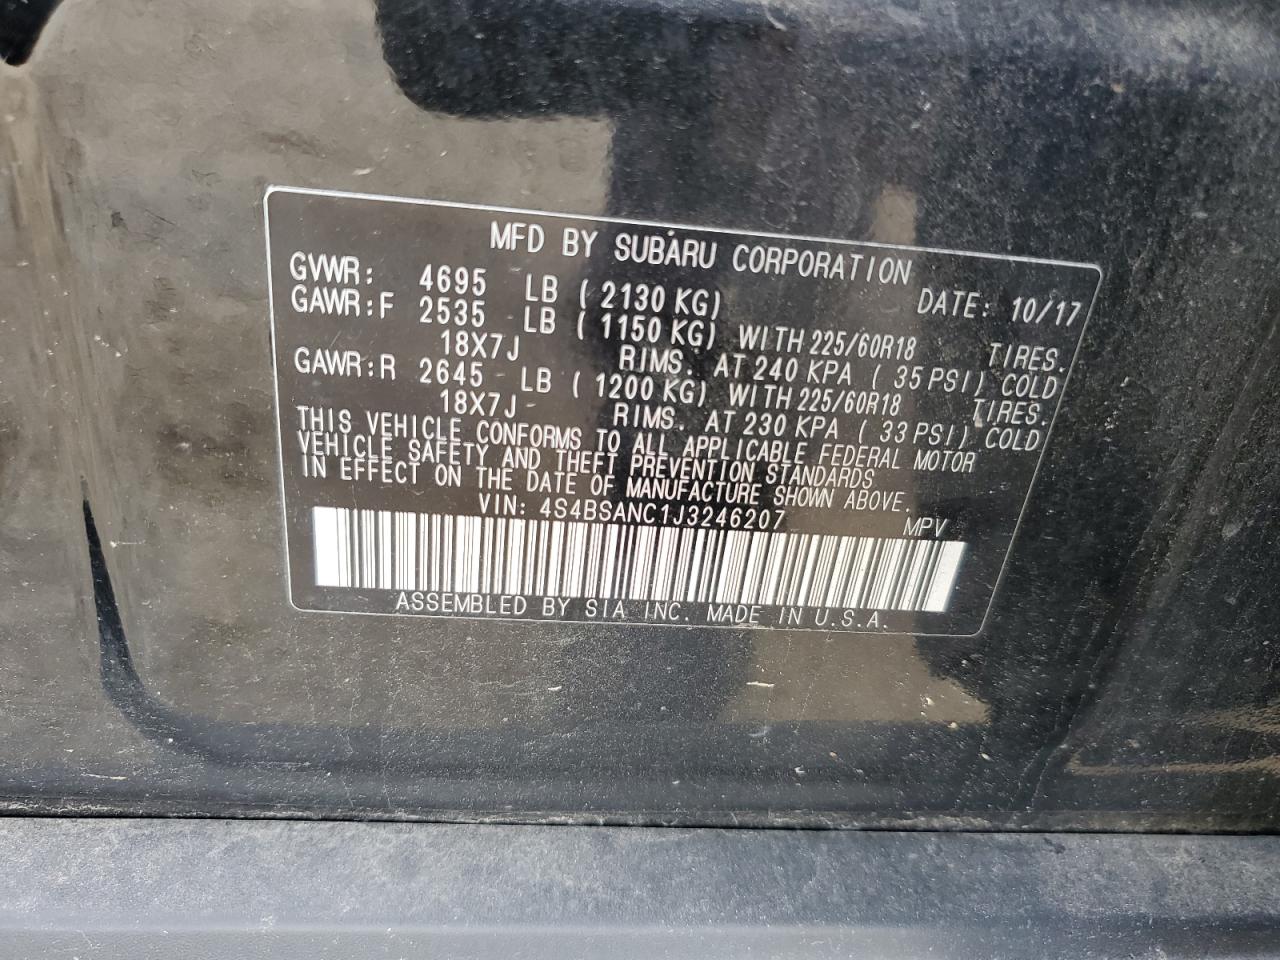 MFD BY SUBARU CORPORATION
GVWR: 4695 LB ( 2130 KG) DATE: 10/17
GAWR:F 2535 LB ( 1150 KG) WITH 225/60R18 TIRES.
18X7J RIMS. AT 240 KPA ( 35 PSI) COLD
GAWR:R 2645 LB ( 1200 KG) WITH 225/60R18 TIRES.
18X7J RIMS. AT 230 KPA ( 33 PSI) COLD
THIS VEHICLE CONFORMS TO ALL APPLICABLE FEDERAL MOTOR
VEHICLE SAFETY AND THEFT PREVENTION STANDARDS
IN EFFECT ON THE DATE OF MANUFACTURE SHOWN ABOVE.
VIN: 4S4BSANC1J3246207 MPV
ASSEMBLED BY SIA INC. MADE IN U.S.A.